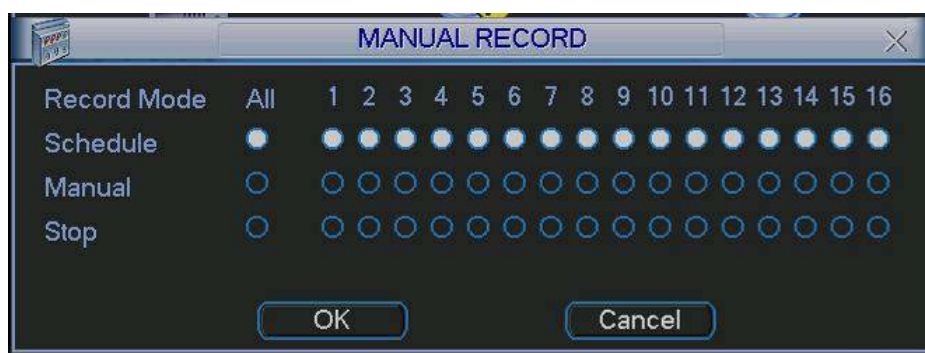 MANUAL RECORD
Record Mode All 1 2 3 4 5 6 7 8 9 10 11 12 13 14 15 16
Schedule
Manual
Stop
OK Cancel